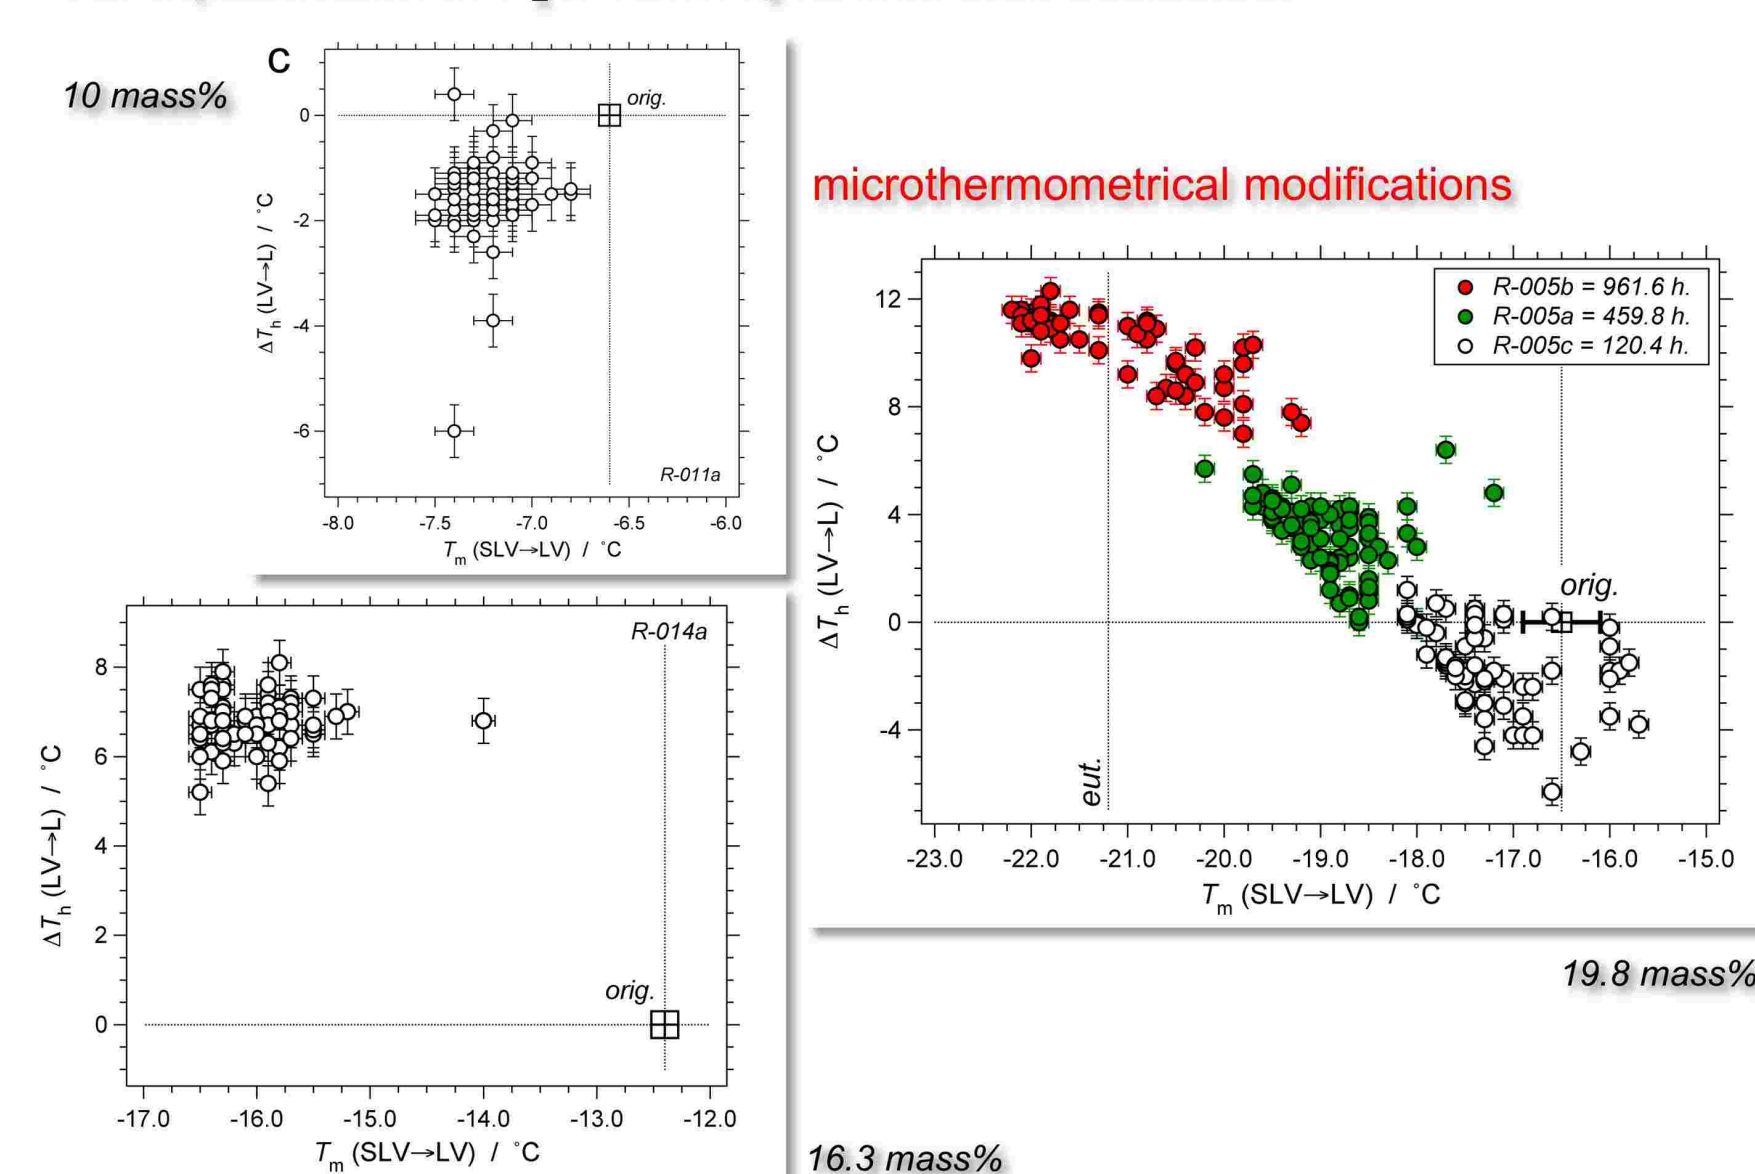 10 mass%
C
orig.
0
-2
-4
-6
ΔTh (LV→L) / °C
R-011a
-8.0 -7.5 -7.0 -6.5 -6.0
Tm (SLV→LV) / °C
microthermometrical modifications
R-005b = 961.6 h.
R-005a = 459.8 h.
R-005c = 120.4 h.
12
8
4
0
-4
ΔTh (LV→L) / °C
orig.
eut.
-23.0 -22.0 -21.0 -20.0 -19.0 -18.0 -17.0 -16.0 -15.0
Tm (SLV→LV) / °C
19.8 mass%
R-014a
8
6
4
2
0
ΔTh (LV→L) / °C
orig.
-17.0 -16.0 -15.0 -14.0 -13.0 -12.0
Tm (SLV→LV) / °C
16.3 mass%